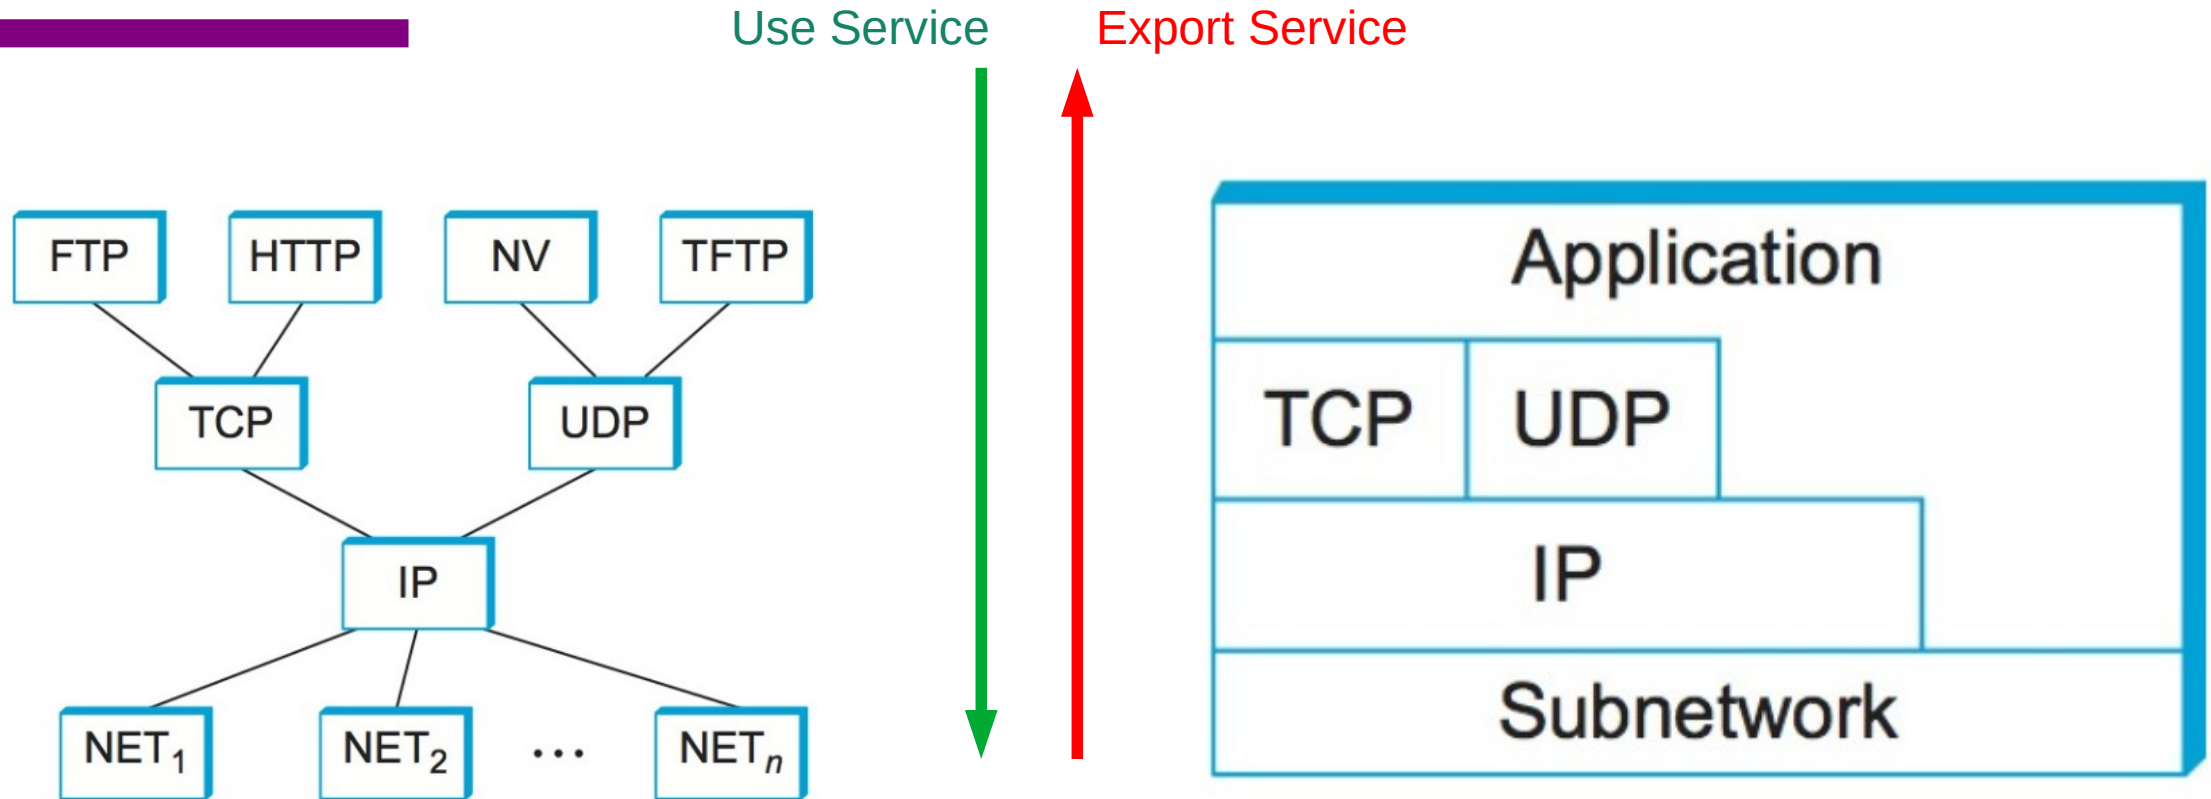 Use Service Export Service
FTP HTTP NV TFTP
TCP UDP
IP
NET1 NET2 ... NETn
Application
TCP UDP
IP
Subnetwork